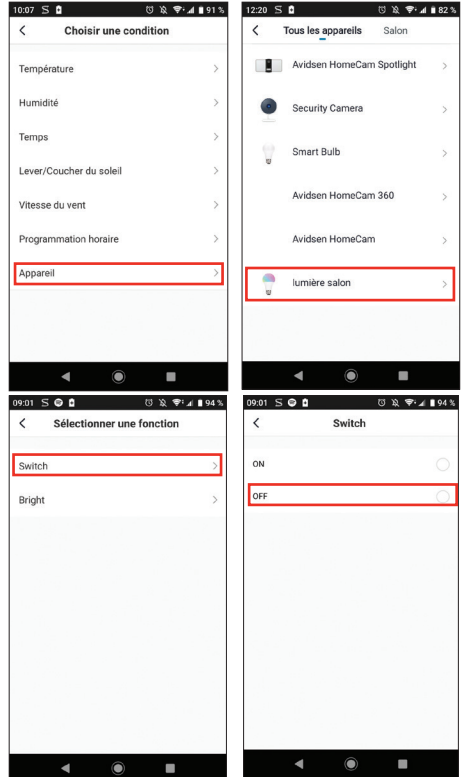 10:07 91 %
Choisir une condition
Température
Humidité
Temps
Lever/Coucher du soleil
Vitesse du vent
Programmation horaire
Appareil
12:20 82 %
Tous les appareils Salon
Avidsen HomeCam Spotlight
Security Camera
Smart Bulb
Avidsen HomeCam 360
Avidsen HomeCam
lumière salon
09:01 94 %
Sélectionner une fonction
Switch
Bright
09:01 94 %
Switch
ON
OFF